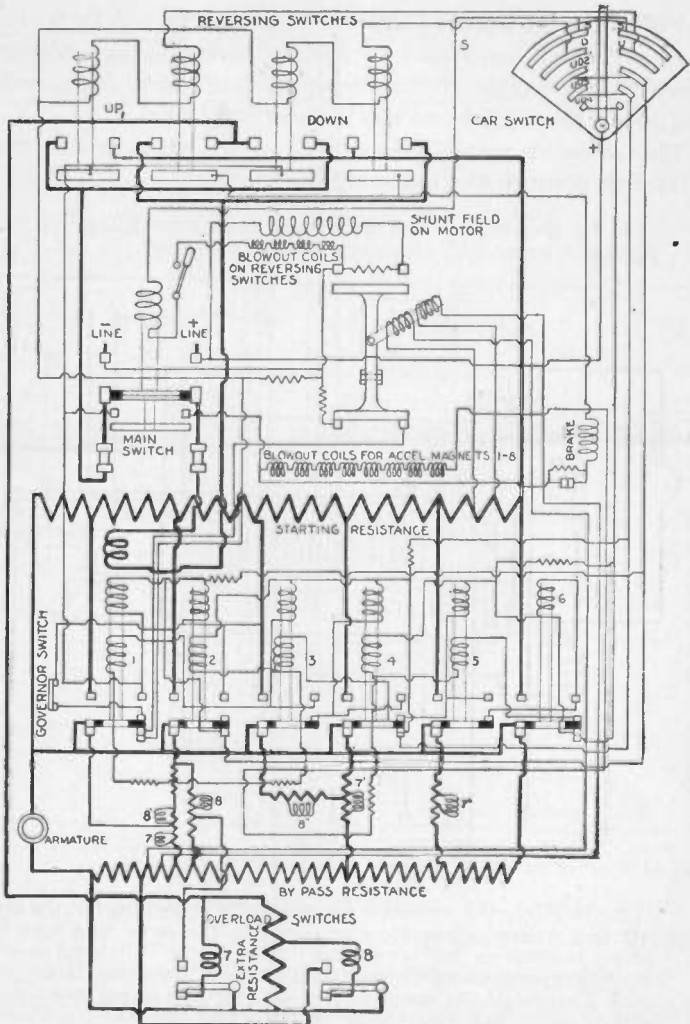 REVERSING SWITCHES
S
UP
DOWN
CAR SWITCH
+
SHUNT FIELD
ON MOTOR
BLOWOUT COILS
ON REVERSING
SWITCHES
−
LINE
+
LINE
MAIN
SWITCH
BRAKE
BLOWOUT COILS FOR ACCEL. MAGNETS 1-8
STARTING RESISTANCE
GOVERNOR SWITCH
1
2
3
4
5
6
8'
8
7
8'
7'
7"
ARMATURE
BY PASS RESISTANCE
OVERLOAD SWITCHES
EXTRA
RESISTANCE
7
8